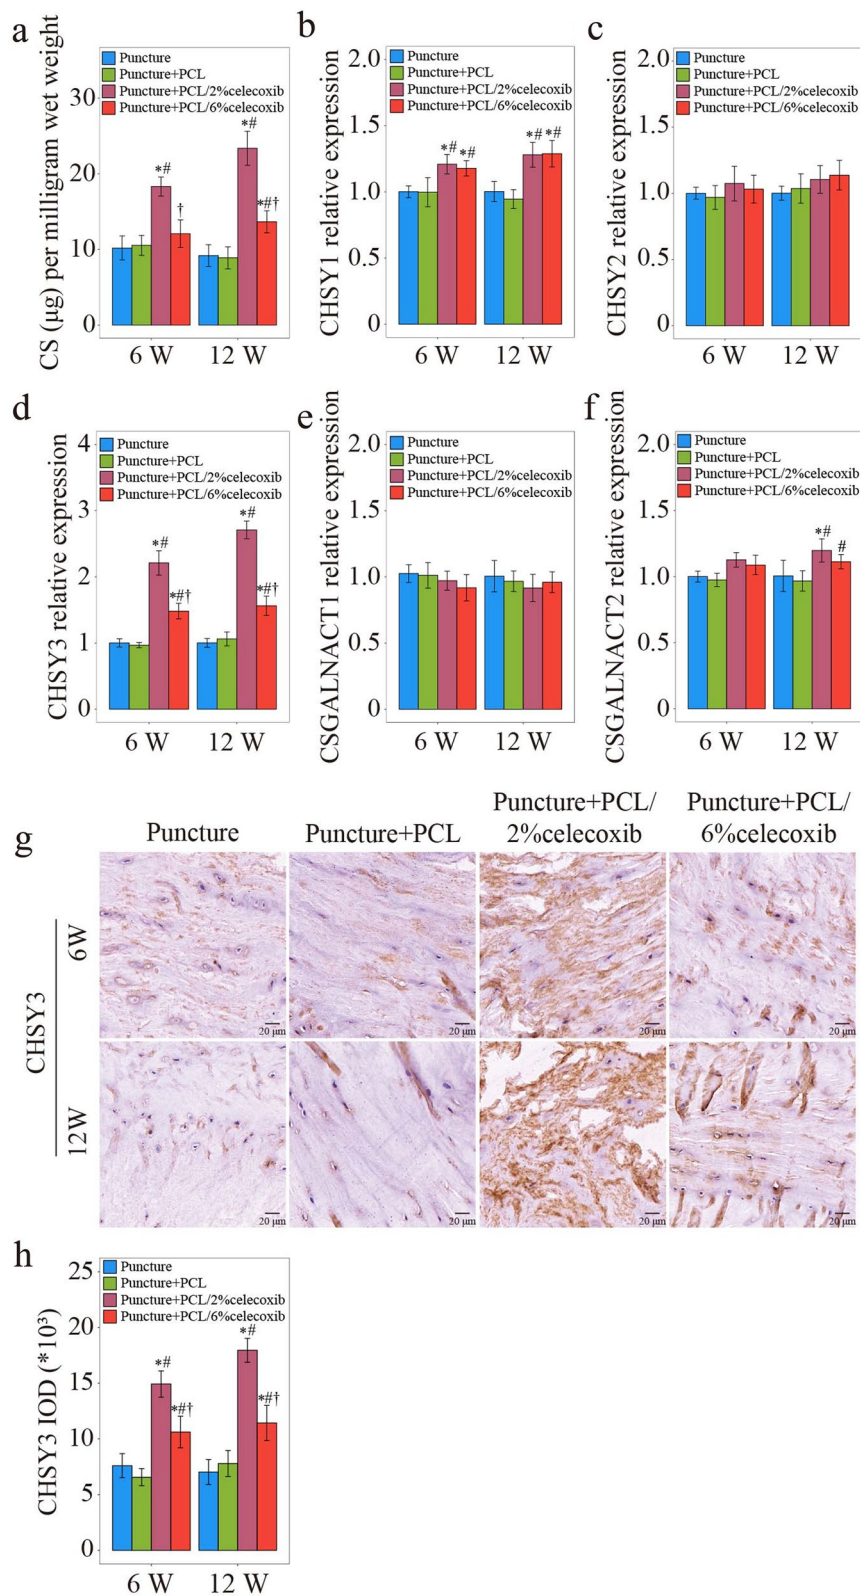 a
CS (μg) per milligram wet weight
30
20
10
0
Puncture
Puncture+PCL
Puncture+PCL/2%celecoxib
Puncture+PCL/6%celecoxib
*#
†
*#
*#†
6 W
12 W
b
CHSY1 relative expression
2.0
1.5
1.0
0.5
0
Puncture
Puncture+PCL
Puncture+PCL/2%celecoxib
Puncture+PCL/6%celecoxib
*#
*#
*#
*#
6 W
12 W
c
CHSY2 relative expression
2.0
1.5
1.0
0.5
0
Puncture
Puncture+PCL
Puncture+PCL/2%celecoxib
Puncture+PCL/6%celecoxib
6 W
12 W
d
CHSY3 relative expression
4
3
2
1
0
Puncture
Puncture+PCL
Puncture+PCL/2%celecoxib
Puncture+PCL/6%celecoxib
*#
*#†
*#
*#†
6 W
12 W
e
CSGALNACT1 relative expression
2.0
1.5
1.0
0.5
0
Puncture
Puncture+PCL
Puncture+PCL/2%celecoxib
Puncture+PCL/6%celecoxib
6 W
12 W
f
CSGALNACT2 relative expression
2.0
1.5
1.0
0.5
0
Puncture
Puncture+PCL
Puncture+PCL/2%celecoxib
Puncture+PCL/6%celecoxib
*#
#
6 W
12 W
g
Puncture
Puncture+PCL
Puncture+PCL/
2%celecoxib
Puncture+PCL/
6%celecoxib
CHSY3
6W
20 μm
20 μm
20 μm
20 μm
12W
20 μm
20 μm
20 μm
20 μm
h
CHSY3 IOD (*10³)
25
20
15
10
5
0
Puncture
Puncture+PCL
Puncture+PCL/2%celecoxib
Puncture+PCL/6%celecoxib
*#
*#†
*#
*#†
6 W
12 W